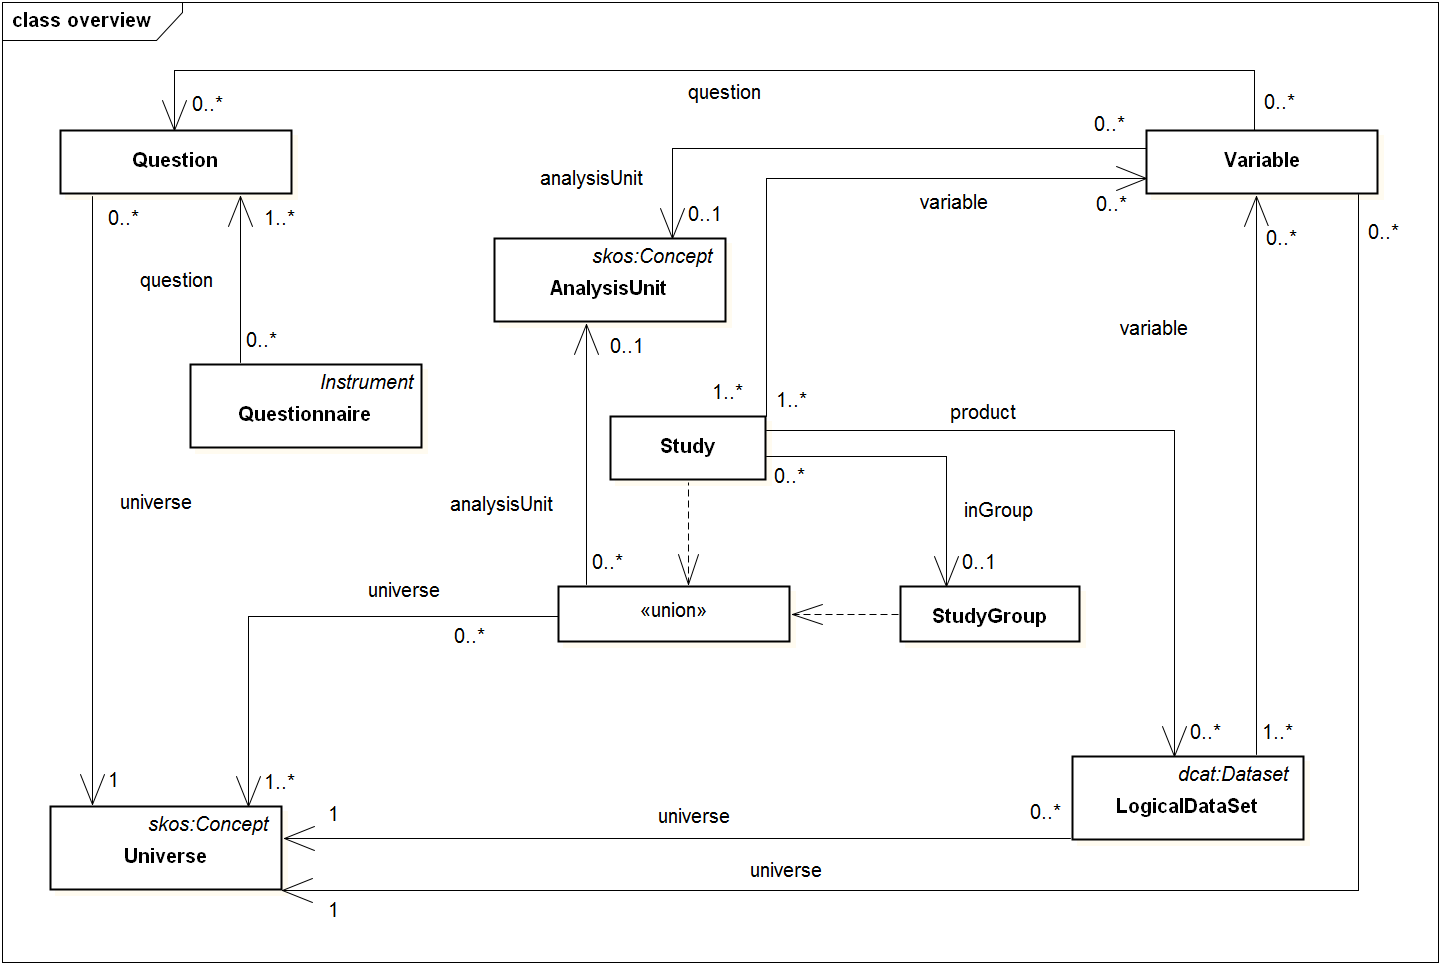 class overview
question
0..*
0..*
0..*
Question
Variable
analysisUnit
variable
0..*
0..*
1..*
0..1
0..*
0..*
skos:Concept
AnalysisUnit
question
variable
0..*
0..1
Instrument
Questionnaire
1..*
1..*
product
Study
0..*
universe
analysisUnit
inGroup
0..*
0..1
universe
«union»
StudyGroup
0..*
0..*
1..*
1
1..*
dcat:Dataset
LogicalDataSet
skos:Concept
Universe
1
universe
0..*
universe
1